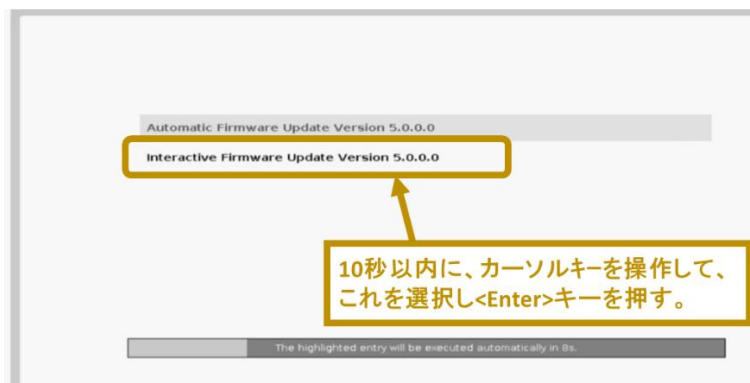 Automatic Firmware Update Version 5.0.0.0
Interactive Firmware Update Version 5.0.0.0
10秒以内に、カーソルキーを操作して、
これを選択し<Enter>キーを押す。
The highlighted entry will be executed automatically in 8s.